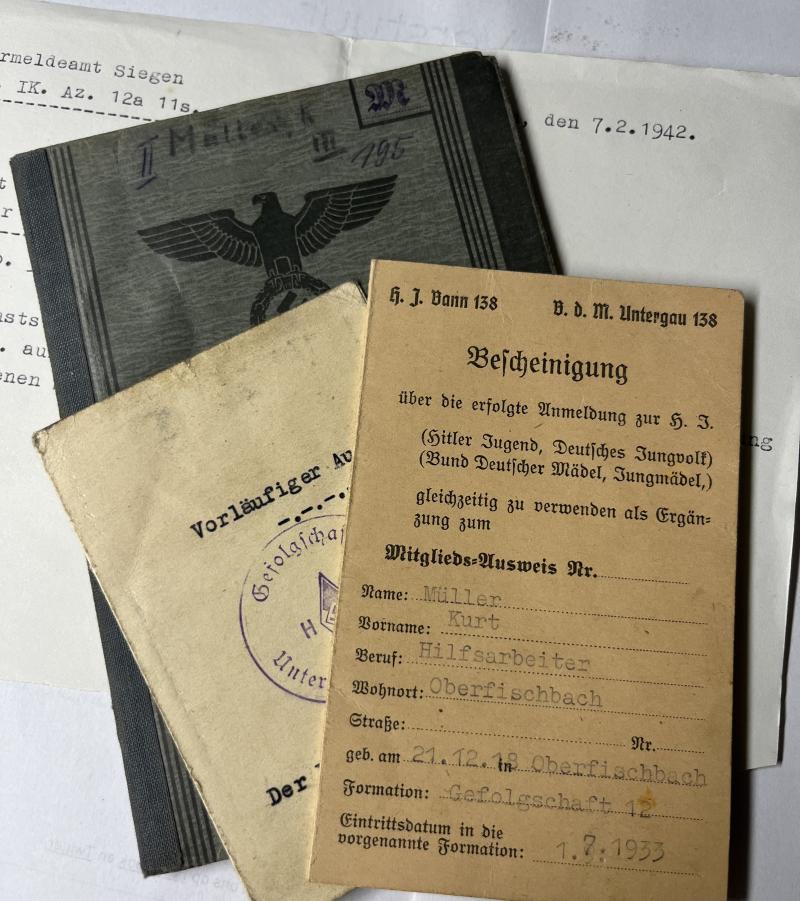 rmeldeamt Siegen
IK. Az. 12a 11s.
, den 7.2.1942.
M
II Müller, K
III 195
Vorläufiger Au
-.-.-.
Gefolgschaf
H
Unter
Der
H. J. Bann 138 B. d. M. Untergau 138
Bescheinigung
über die erfolgte Anmeldung zur H. J.
(Hitler Jugend, Deutsches Jungvolk)
(Bund Deutscher Mädel, Jungmädel,)
gleichzeitig zu verwenden als Ergän-
zung zum
Mitglieds-Ausweis Nr.
Name: Müller
Vorname: Kurt
Beruf: Hilfsarbeiter
Wohnort: Oberfischbach
Straße: Nr.
geb. am 21.12.18 in Oberfischbach
Formation: Gefolgschaft 12
Eintrittsdatum in die
vorgenannte Formation: 1.7.1933